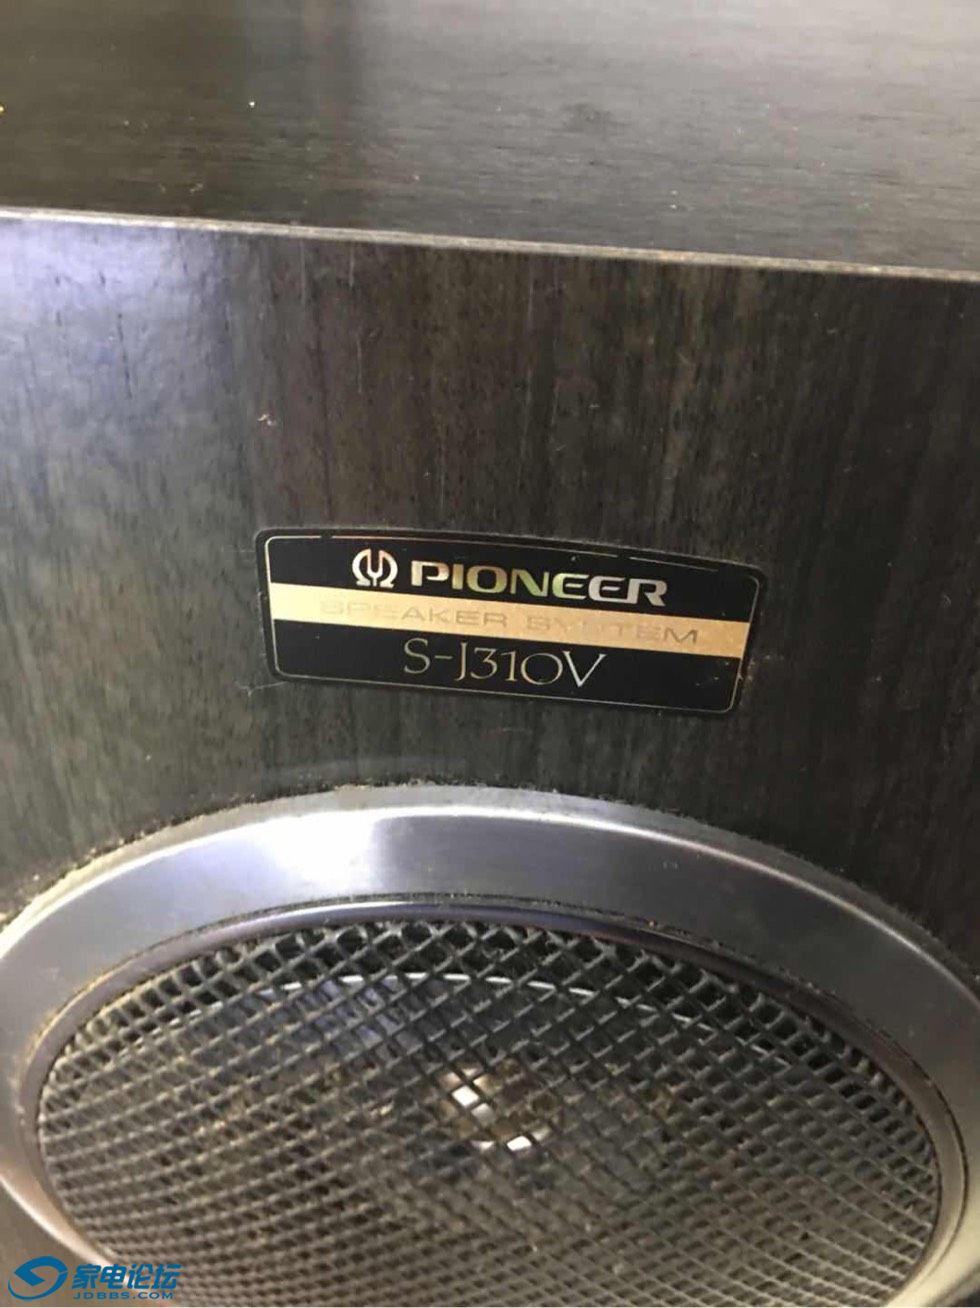 PIONEER
SPEAKER SYSTEM
S-J310V
家电论坛
JDBBS.COM